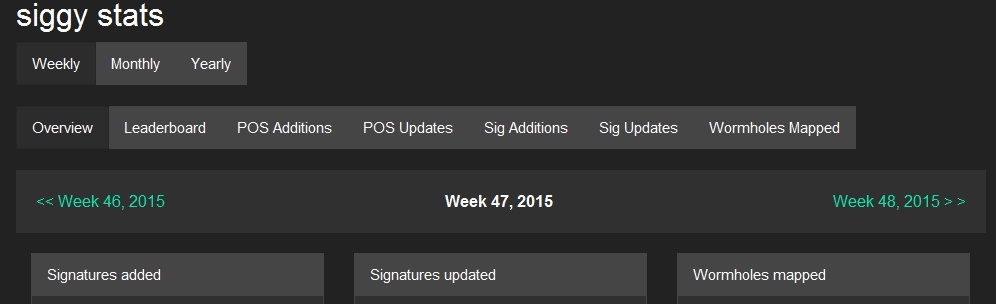 siggy stats
Weekly Monthly Yearly
Overview Leaderboard POS Additions POS Updates Sig Additions Sig Updates Wormholes Mapped
<< Week 46, 2015 Week 47, 2015 Week 48, 2015 > >
Signatures added Signatures updated Wormholes mapped